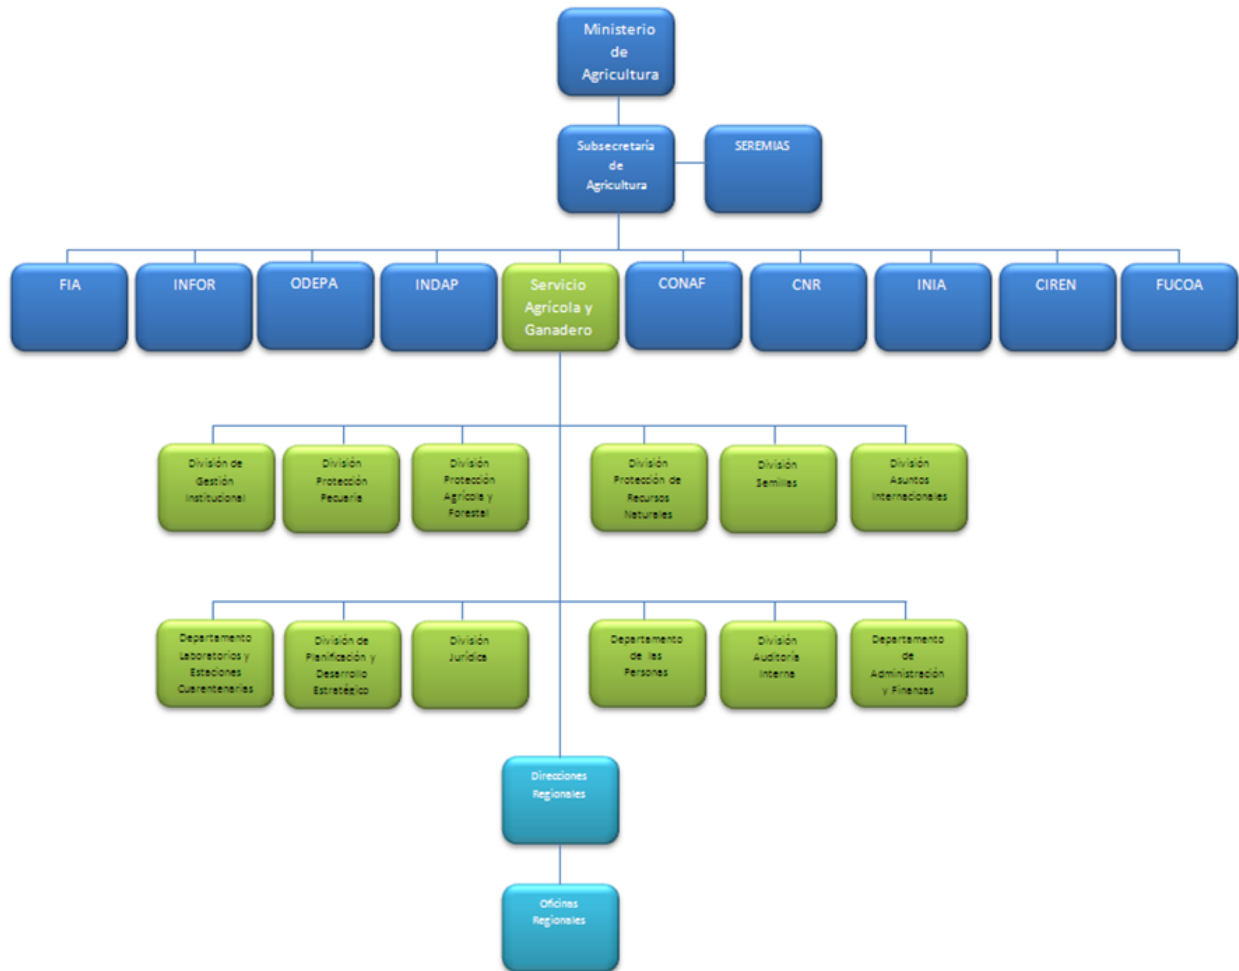 Ministerio
de
Agricultura
Subsecretaría
de
Agricultura
SEREMIAS
FIA
INFOR
ODEPA
INDAP
Servicio
Agrícola y
Ganadero
CONAF
CNR
INIA
CIREN
FUCOA
División de
Gestión
Institucional
División
Protección
Pecuaria
División
Protección
Agrícola y
Forestal
División
Protección de
Recursos
Naturales
División
Semillas
División
Asuntos
Internacionales
Departamento
Laboratorios y
Estaciones
Cuarentenarias
División de
Planificación y
Desarrollo
Estratégico
División
Jurídica
Departamento
de las
Personas
División
Auditoría
Interna
Departamento
de
Administración
y Finanzas
Direcciones
Regionales
Oficinas
Regionales